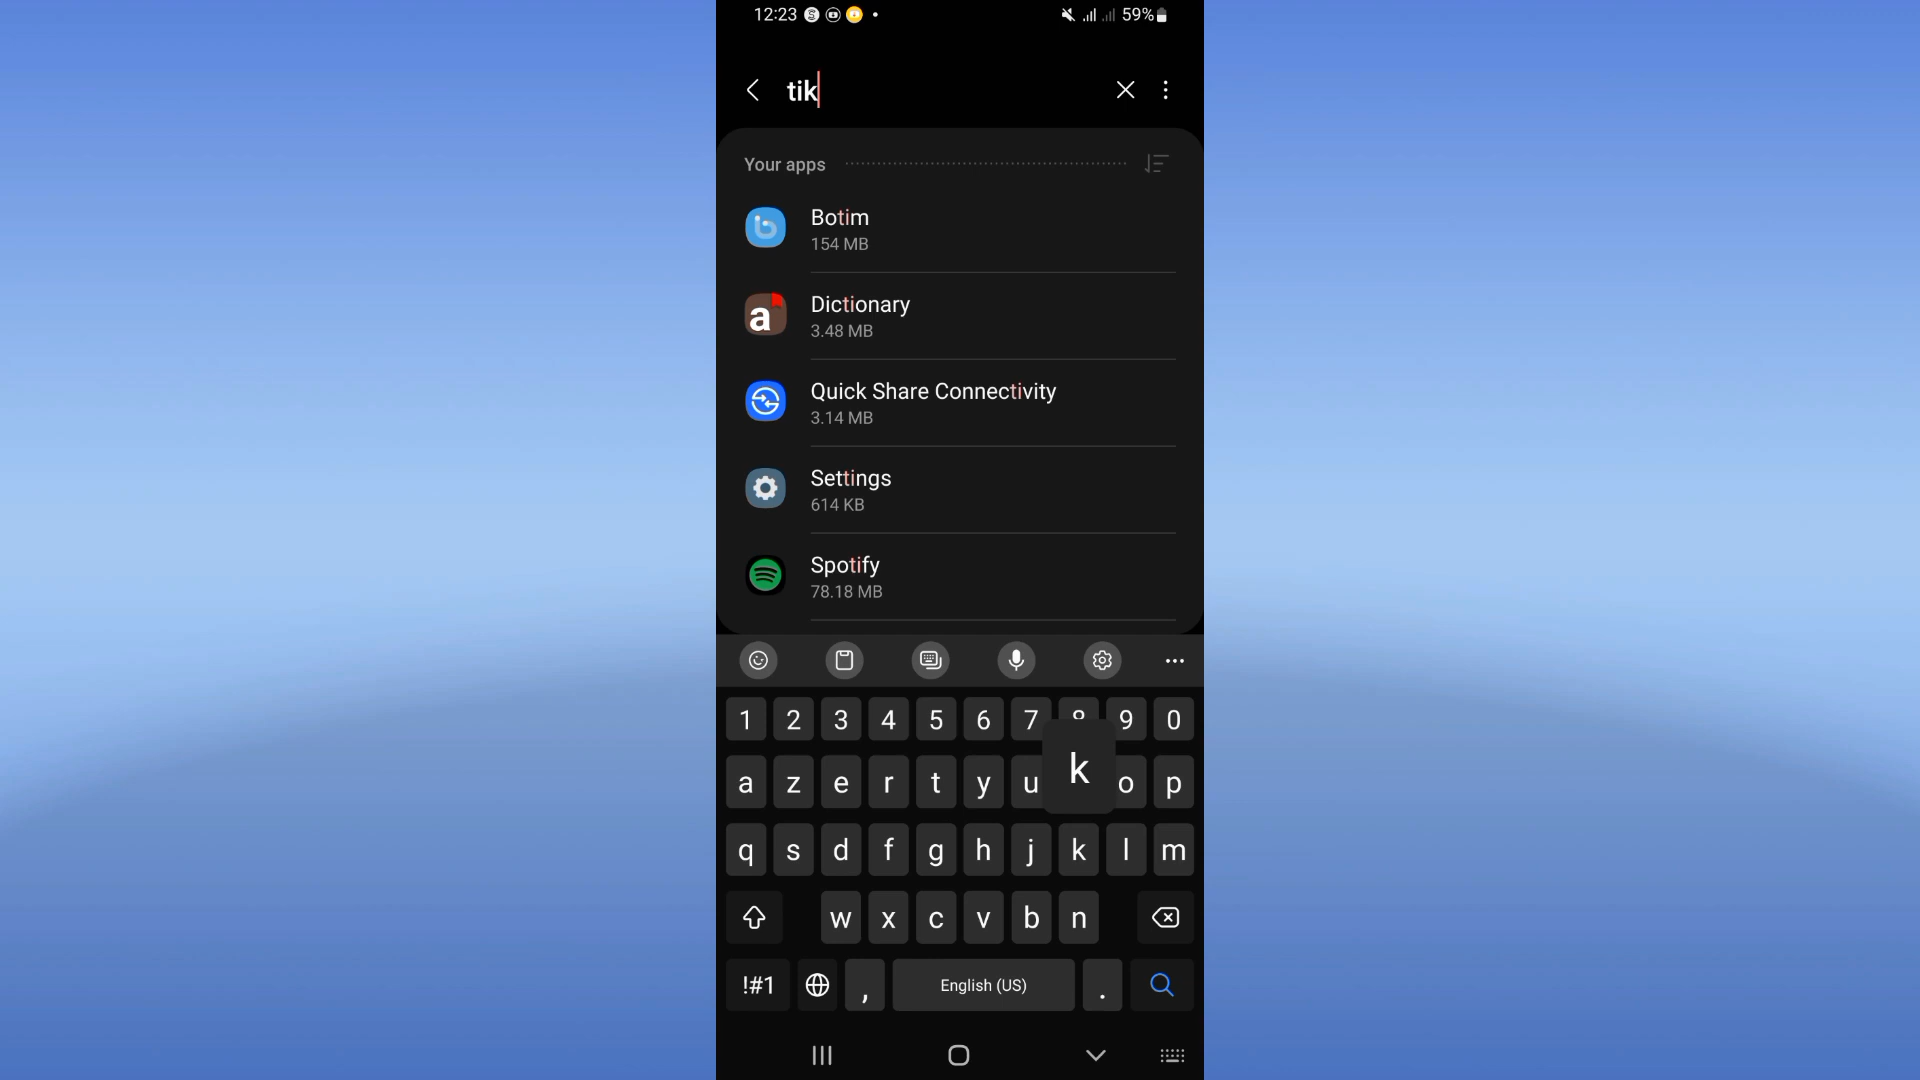 12:23
59%
tik
Your apps
Botim
154 MB
Dictionary
3.48 MB
Quick Share Connectivity
3.14 MB
Settings
614 KB
Spotify
78.18 MB
1 2 3 4 5 6 7 8 9 0
k
a z e r t y u o p
q s d f g h j k l m
w x c v b n
!#1 , English (US) .